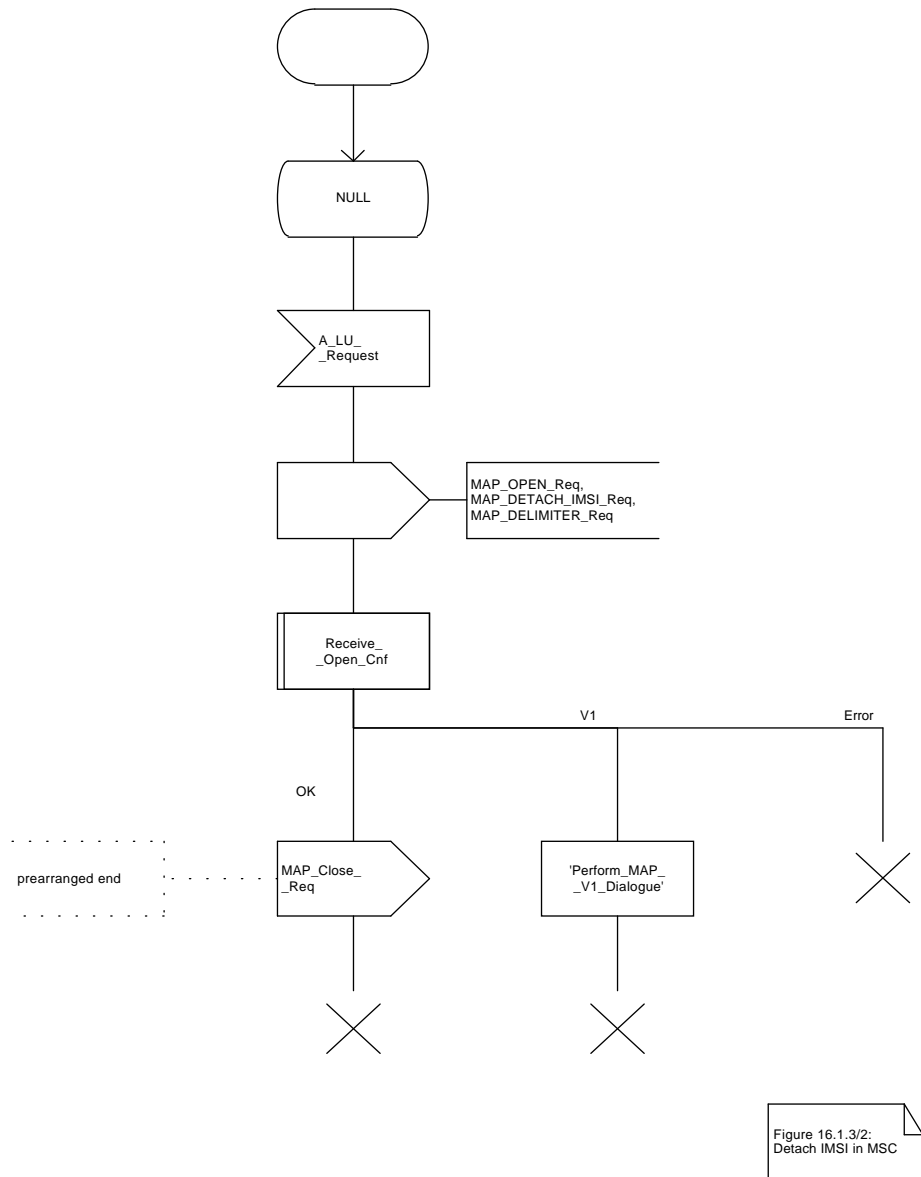 NULL
A_LU_
_Request
MAP_OPEN_Req,
MAP_DETACH_IMSI_Req,
MAP_DELIMITER_Req
Receive_
_Open_Cnf
V1
Error
OK
prearranged end
MAP_Close_
_Req
'Perform_MAP_
_V1_Dialogue'
Figure 16.1.3/2:
Detach IMSI in MSC